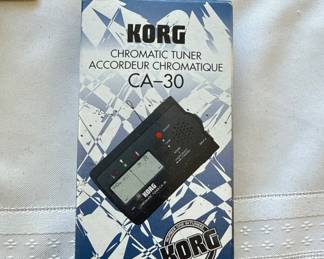 KORG
CHROMATIC TUNER
ACCORDEUR CHROMATIQUE
CA-30
KORG
KORG